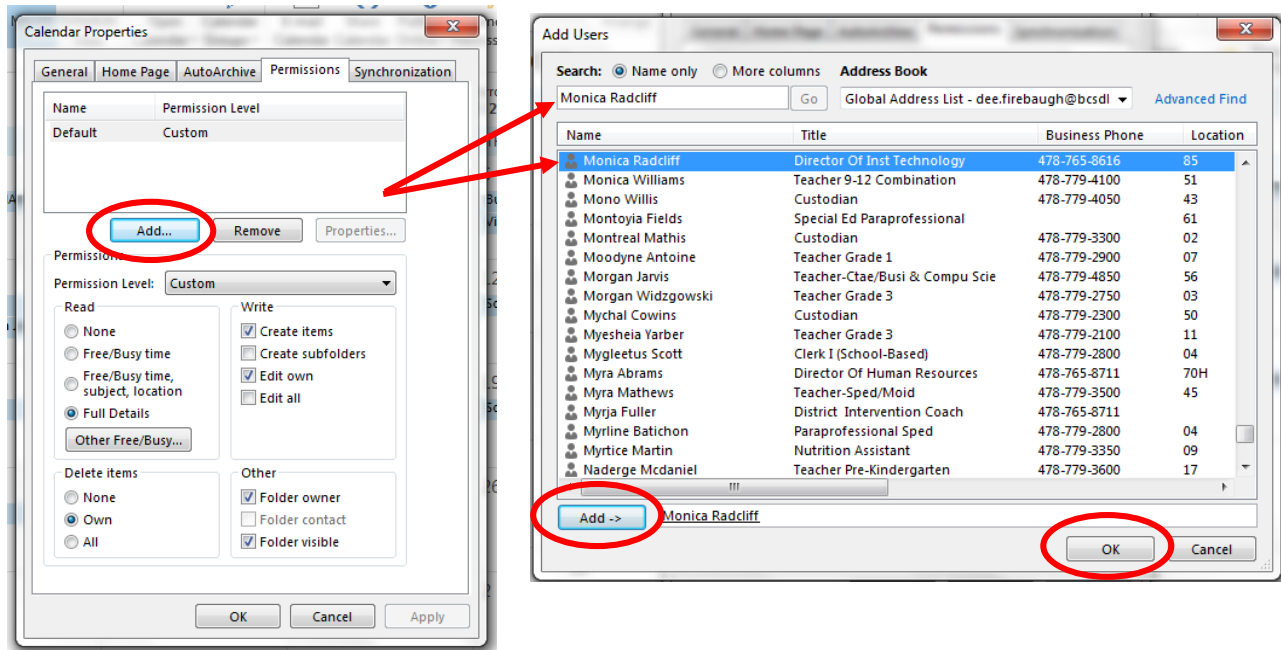 Calendar Properties
General Home Page AutoArchive Permissions Synchronization
Name Permission Level
Default Custom
Add... Remove Properties...
Permissions
Permission Level: Custom
Read Write
None Create items
Free/Busy time Create subfolders
Free/Busy time, subject, location Edit own
Full Details Edit all
Other Free/Busy...
Delete items Other
None Folder owner
Own Folder contact
All Folder visible
OK Cancel Apply
Add Users
Search: Name only More columns Address Book
Monica Radcliff Go Global Address List - dee.firebaugh@bcsdl Advanced Find
Name Title Business Phone Location
Monica Radcliff Director Of Inst Technology 478-765-8616 85
Monica Williams Teacher 9-12 Combination 478-779-4100 51
Mono Willis Custodian 478-779-4050 43
Montoyia Fields Special Ed Paraprofessional 61
Montreal Mathis Custodian 478-779-3300 02
Moodyne Antoine Teacher Grade 1 478-779-2900 07
Morgan Jarvis Teacher-Ctae/Busi & Compu Scie 478-779-4850 56
Morgan Widzgowski Teacher Grade 3 478-779-2750 03
Mychal Cowins Custodian 478-779-2300 50
Myesheia Yarber Teacher Grade 3 478-779-2100 11
Mygleetus Scott Clerk I (School-Based) 478-779-2800 04
Myra Abrams Director Of Human Resources 478-765-8711 70H
Myra Mathews Teacher-Sped/Moid 478-779-3500 45
Myrja Fuller District Intervention Coach 478-765-8711
Myrline Batichon Paraprofessional Sped 478-779-2800 04
Myrtice Martin Nutrition Assistant 478-779-3350 09
Naderge Mcdaniel Teacher Pre-Kindergarten 478-779-3600 17
Add -> Monica Radcliff
OK Cancel